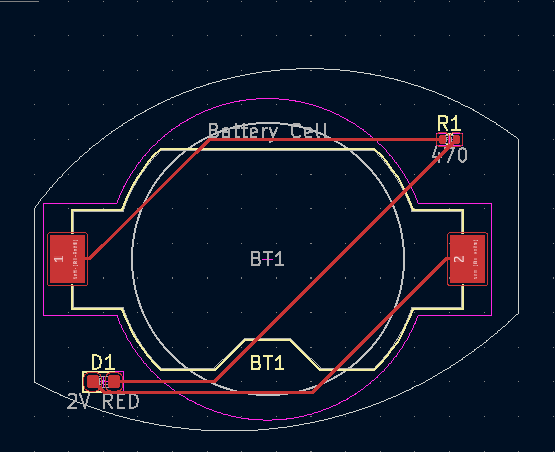 R1
Battery Cell
470
1
BT1
2
D1
BT1
2V RED